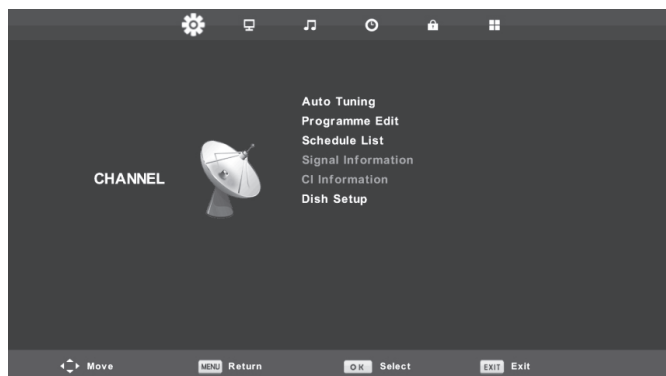 Auto Tuning
Programme Edit
Schedule List
Signal Information
CI Information
Dish Setup
CHANNEL
Move MENU Return OK Select EXIT Exit